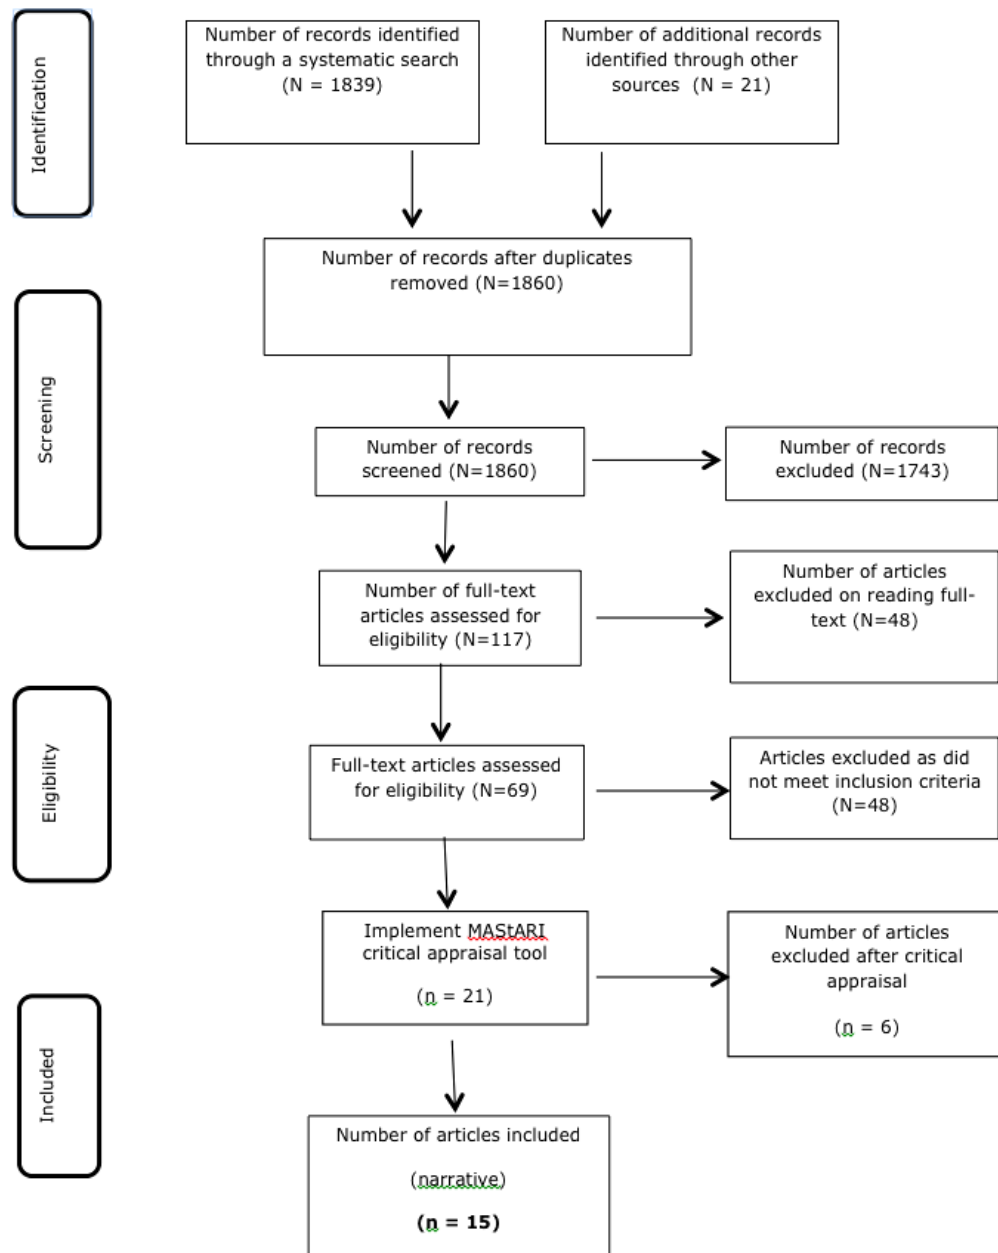 Identification
Number of records identified
through a systematic search
(N = 1839)
Number of additional records
identified through other
sources (N = 21)
Number of records after duplicates
removed (N=1860)
Screening
Number of records
screened (N=1860)
Number of records
excluded (N=1743)
Number of full-text
articles assessed for
eligibility (N=117)
Number of articles
excluded on reading full-
text (N=48)
Eligibility
Full-text articles assessed
for eligibility (N=69)
Articles excluded as did
not meet inclusion criteria
(N=48)
Implement MAStARI
critical appraisal tool
(n = 21)
Number of articles
excluded after critical
appraisal
(n = 6)
Included
Number of articles included
(narrative)
(n = 15)